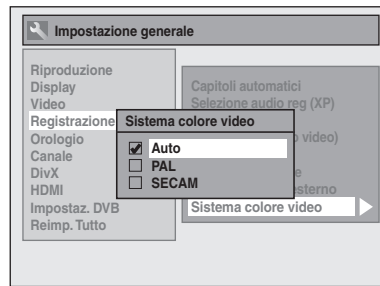 Impostazione generale
Riproduzione
Display
Video
Registrazione
Orologio
Canale
DivX
HDMI
Impostaz. DVB
Reimp. Tutto
Capitoli automatici
Selezione audio reg (XP)
video)
Sistema colore video
Sistema colore video
Auto
PAL
SECAM